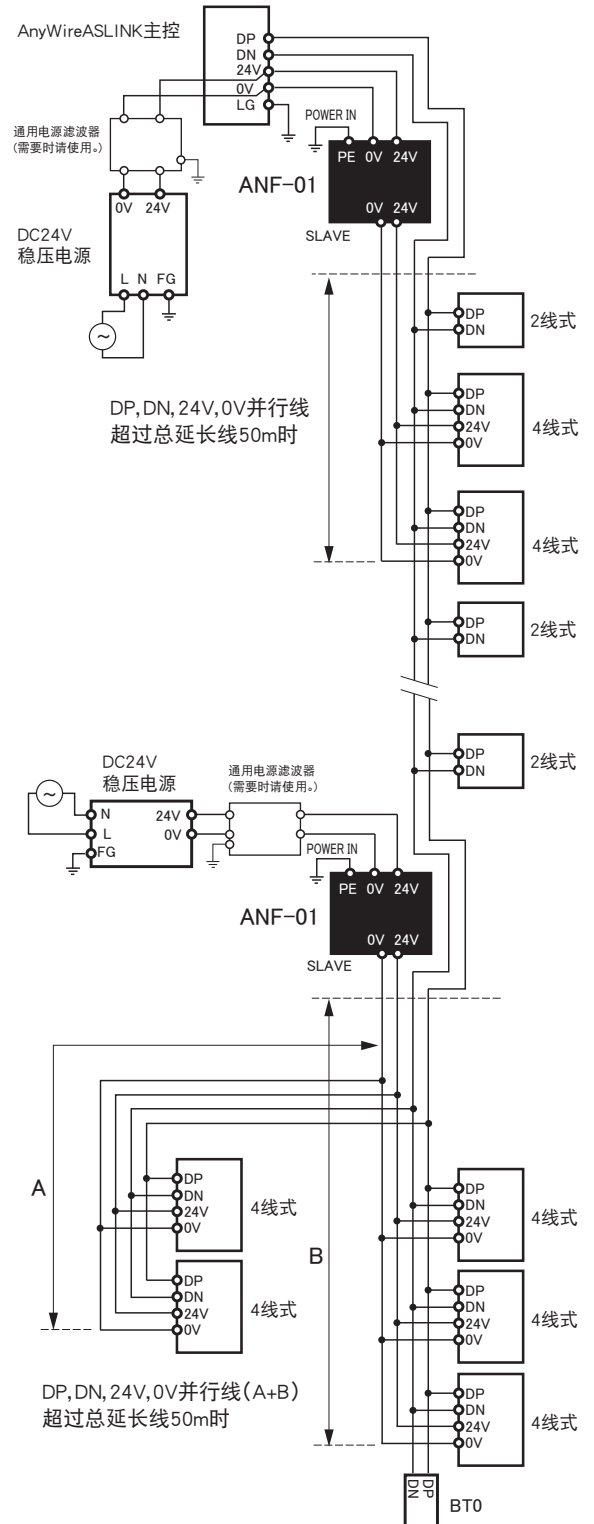 AnyWireASLINK主控
DP
DN
24V
0V
LG
通用电源滤波器
(需要时请使用。)
POWER IN
PE 0V 24V
ANF-01
0V 24V
SLAVE
0V 24V
DC24V
稳压电源
L N FG
~
DP
DN
2线式
DP,DN,24V,0V并行线
超过总延长线50m时
DP
DN
24V
0V
4线式
DP
DN
24V
0V
4线式
DP
DN
2线式
DP
DN
2线式
DC24V
稳压电源
通用电源滤波器
(需要时请使用。)
~
N
L
FG
24V
0V
POWER IN
PE 0V 24V
ANF-01
0V 24V
SLAVE
A
DP
DN
24V
0V
4线式
DP
DN
24V
0V
4线式
B
DP
DN
24V
0V
4线式
DP
DN
24V
0V
4线式
DP
DN
24V
0V
4线式
DP,DN,24V,0V并行线(A+B)
超过总延长线50m时
DP
DN
BT0